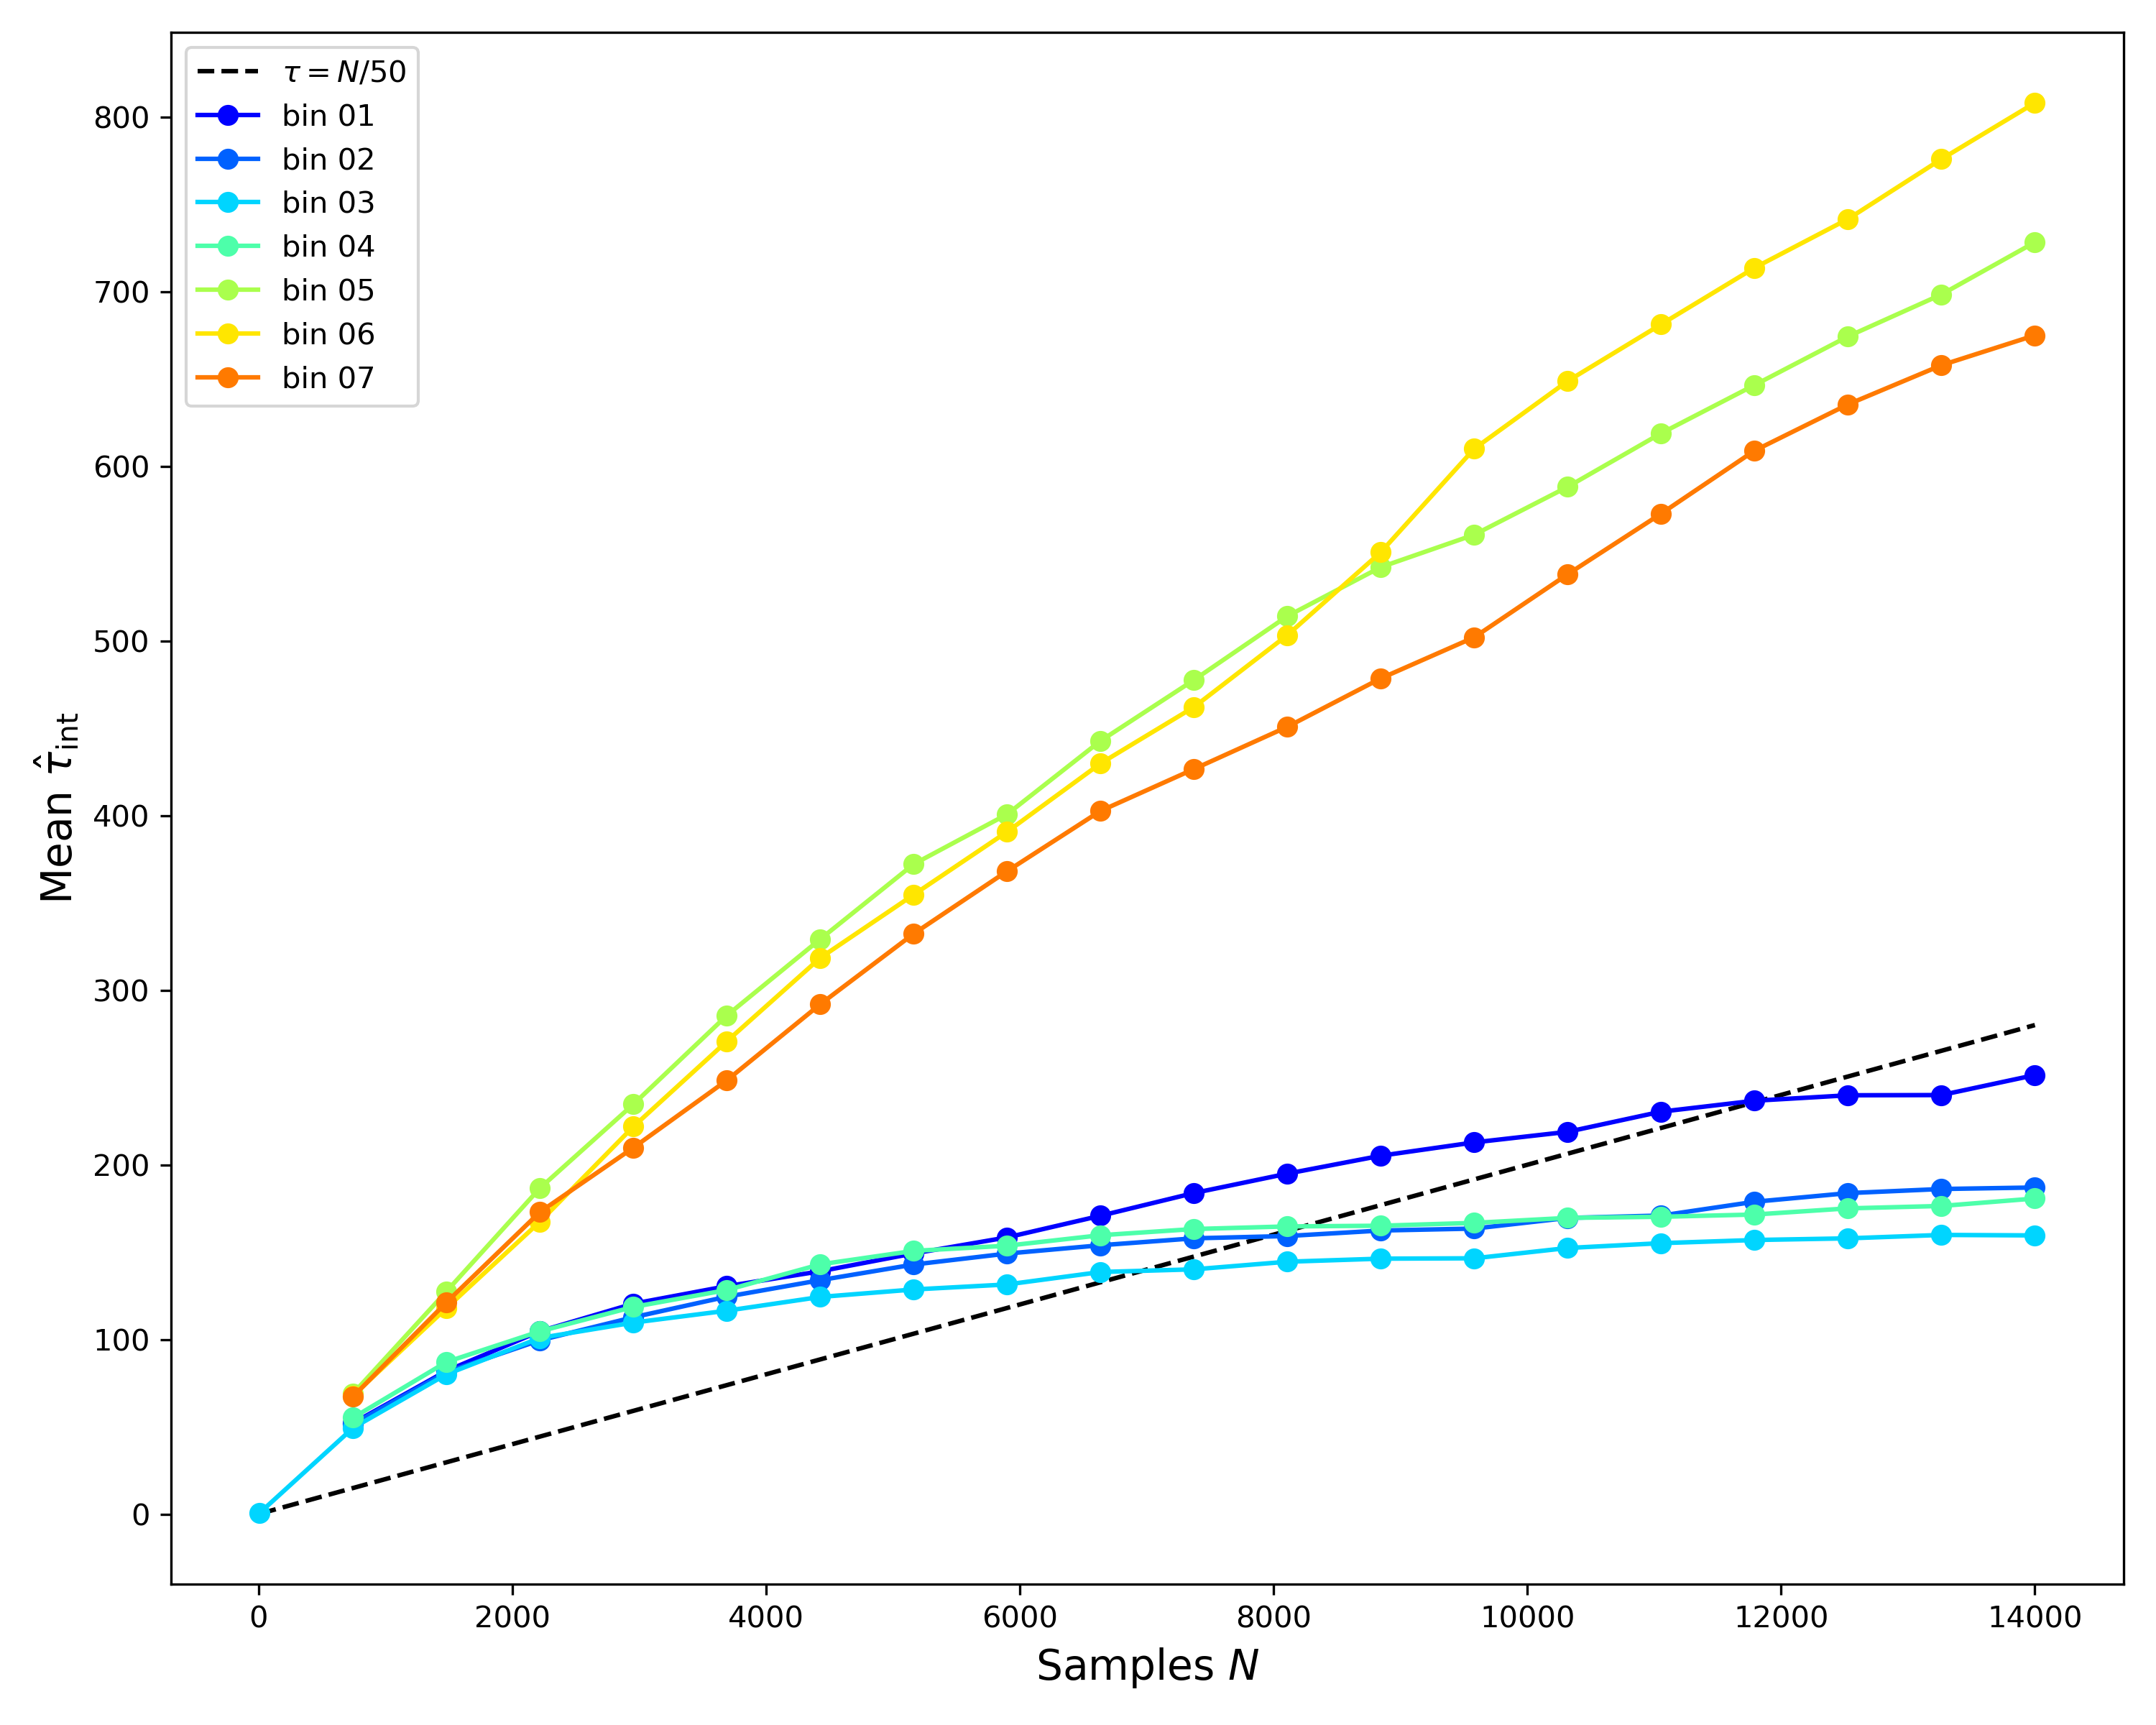 τ = N/50
bin 01
bin 02
bin 03
bin 04
bin 05
bin 06
bin 07
800
700
600
500
400
300
200
100
0
Mean τ̂int
0 2000 4000 6000 8000 10000 12000 14000
Samples N